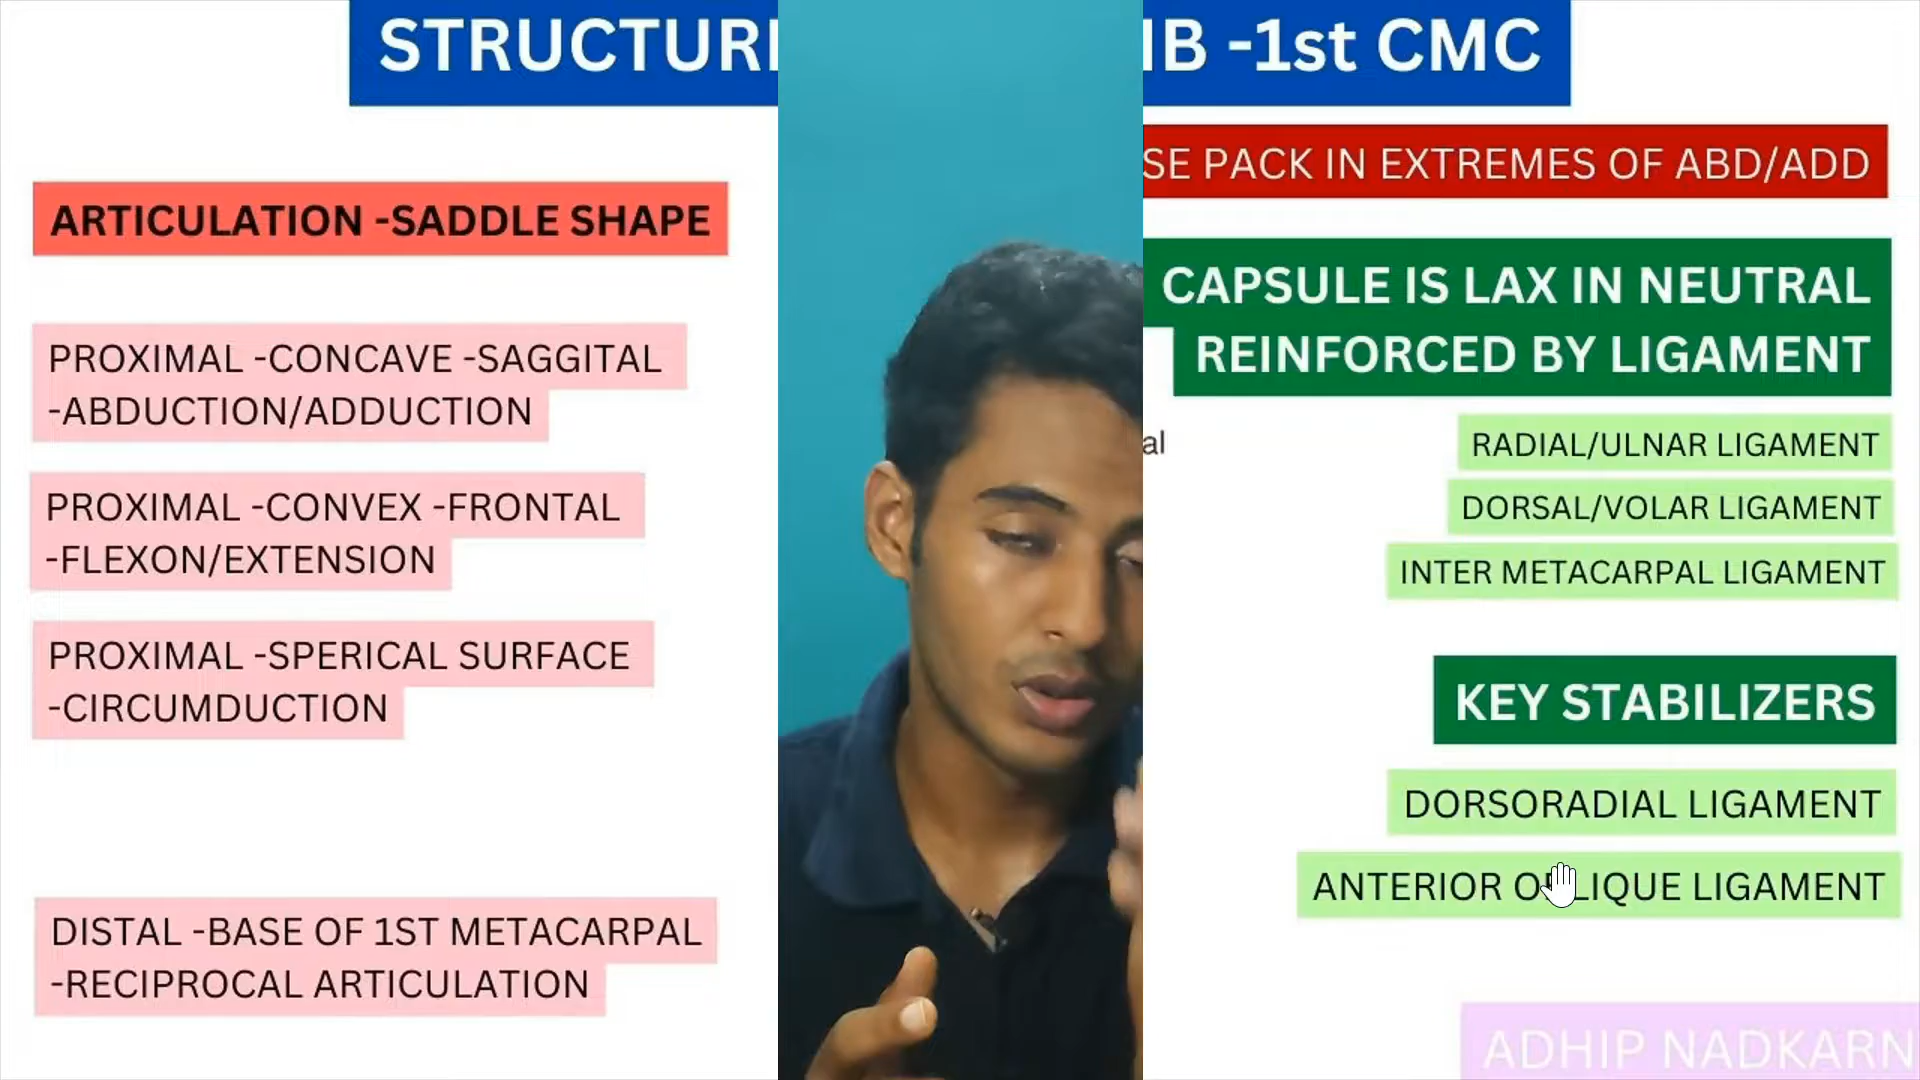 STRUCTUR
IB -1st CMC
ARTICULATION -SADDLE SHAPE
PROXIMAL -CONCAVE -SAGGITAL
-ABDUCTION/ADDUCTION
PROXIMAL -CONVEX -FRONTAL
-FLEXON/EXTENSION
PROXIMAL -SPERICAL SURFACE
-CIRCUMDUCTION
DISTAL -BASE OF 1ST METACARPAL
-RECIPROCAL ARTICULATION
SE PACK IN EXTREMES OF ABD/ADD
CAPSULE IS LAX IN NEUTRAL
REINFORCED BY LIGAMENT
al
RADIAL/ULNAR LIGAMENT
DORSAL/VOLAR LIGAMENT
INTER METACARPAL LIGAMENT
KEY STABILIZERS
DORSORADIAL LIGAMENT
ANTERIOR OBLIQUE LIGAMENT
ADHIP NADKARN